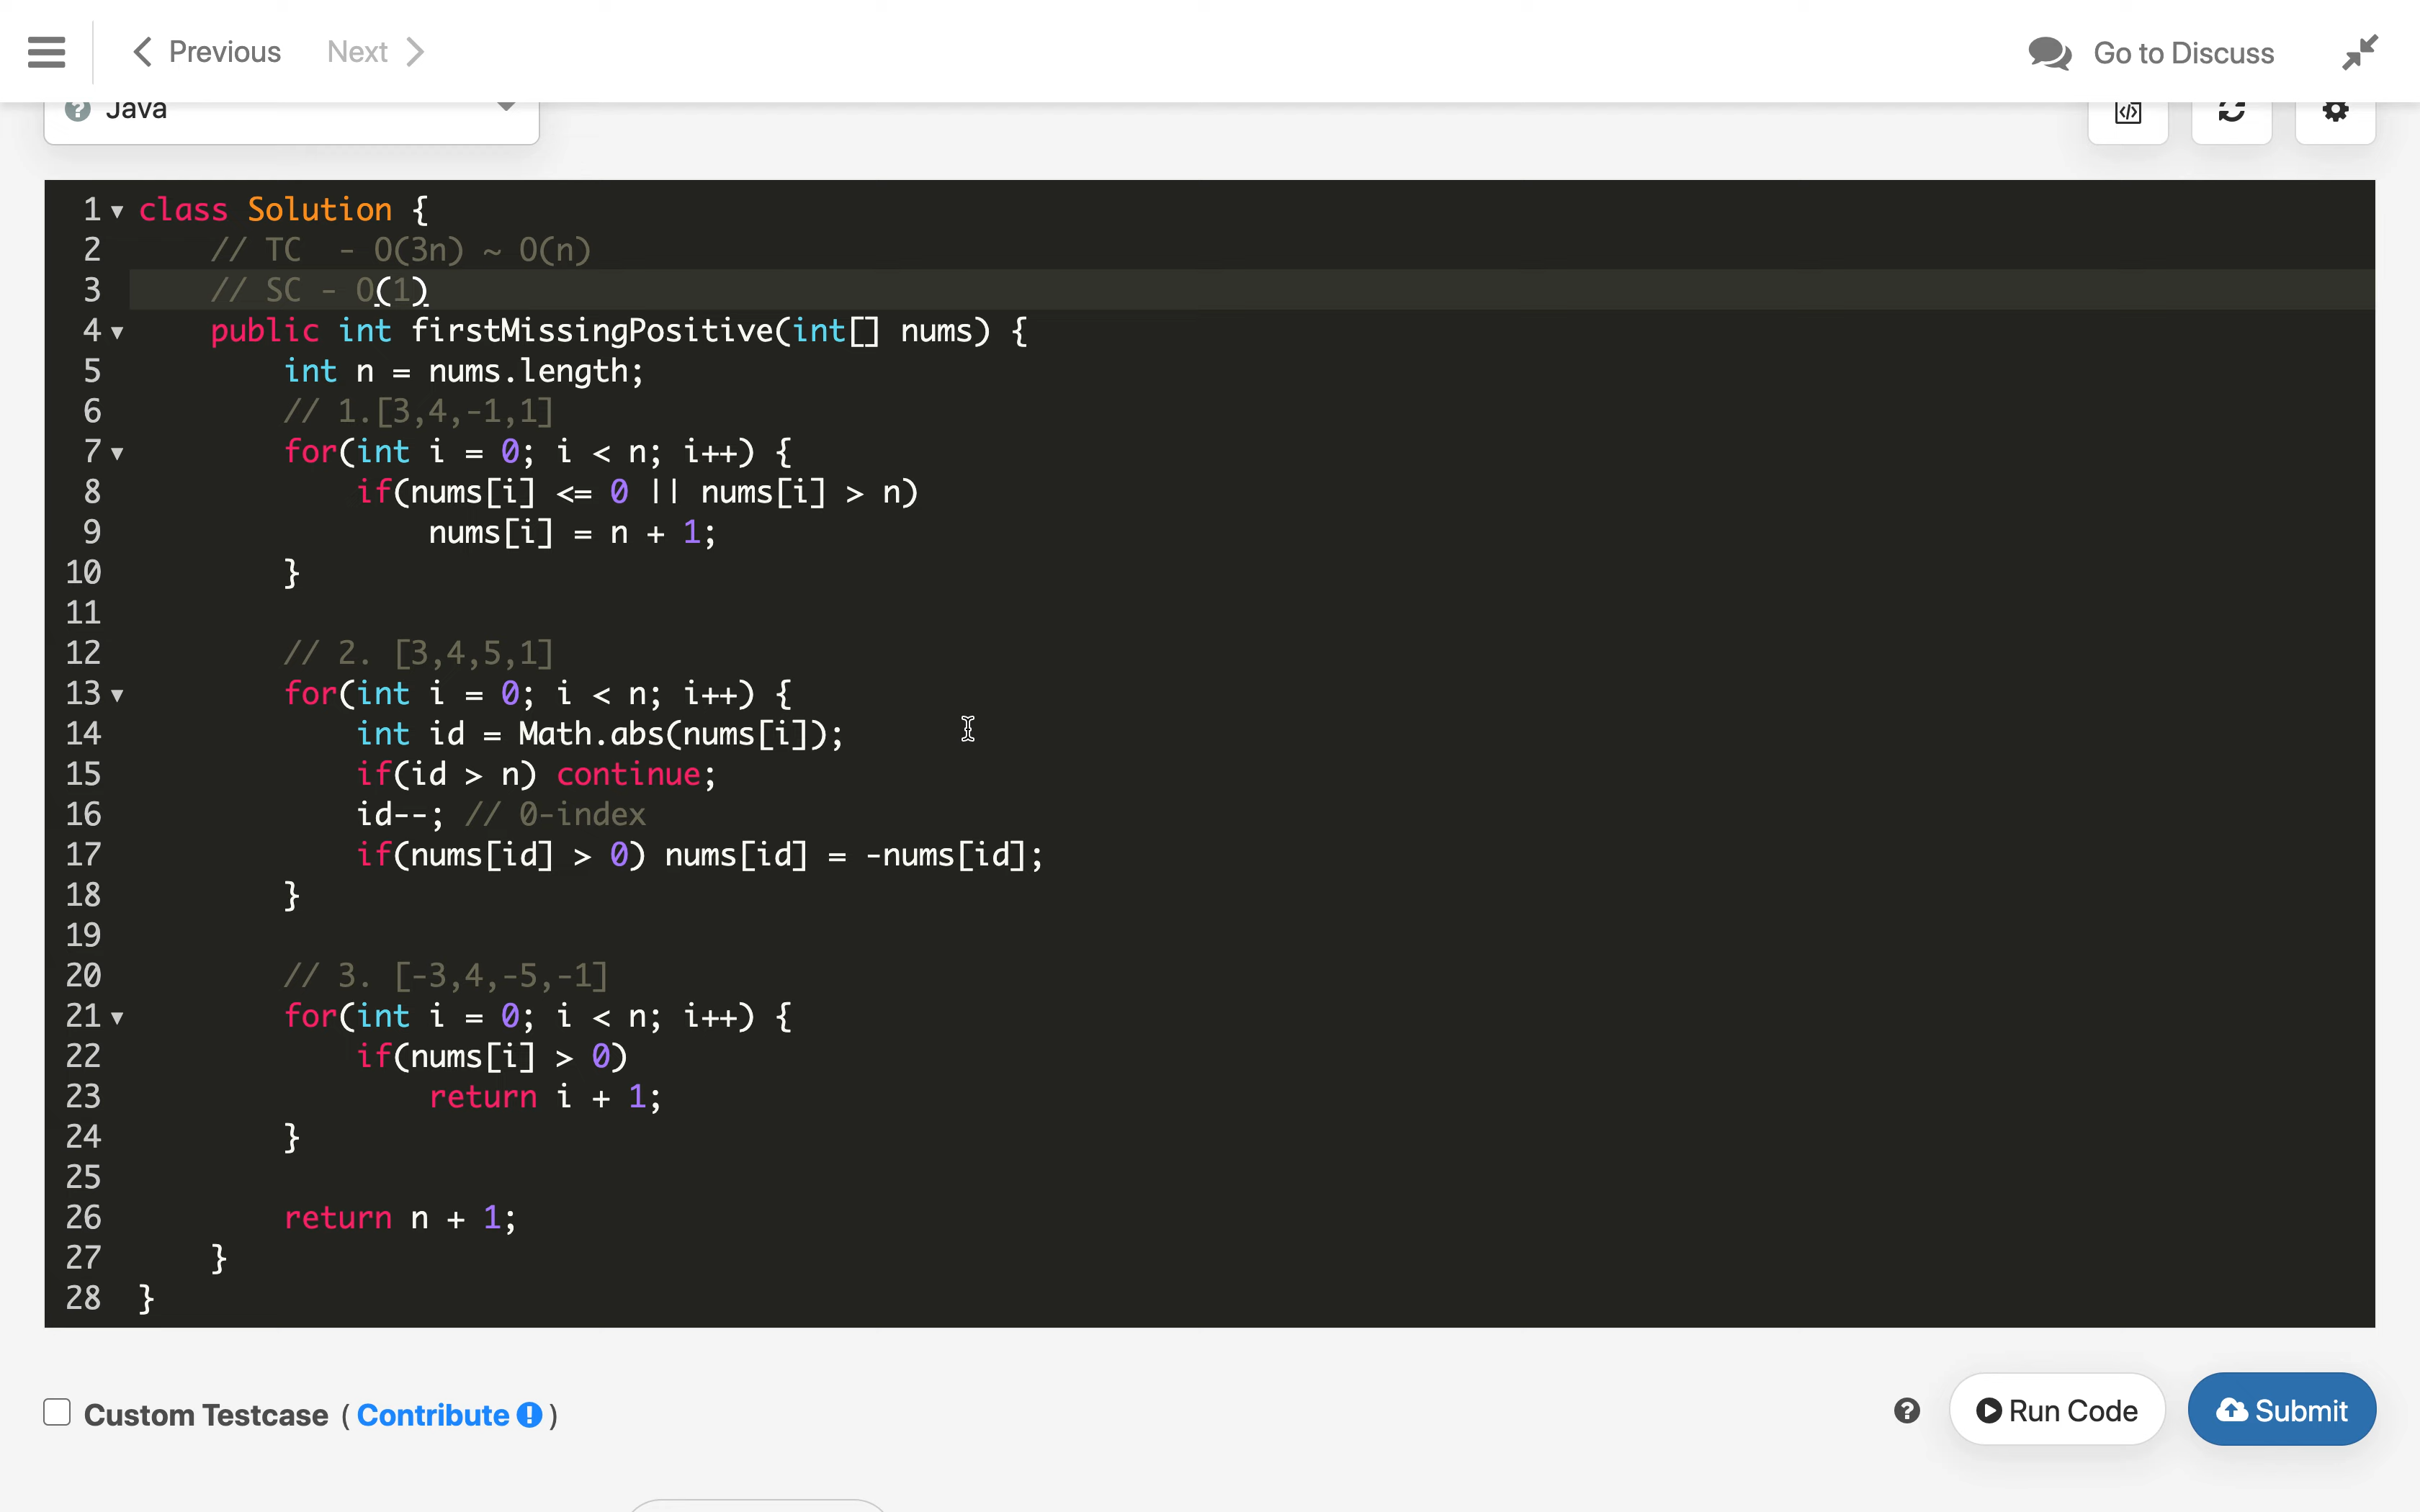 Previous Next Go to Discuss
Java
1 class Solution {
2 // TC - O(3n) ~ O(n)
3 // SC - O(1)
4 public int firstMissingPositive(int[] nums) {
5 int n = nums.length;
6 // 1.[3,4,-1,1]
7 for(int i = 0; i < n; i++) {
8 if(nums[i] <= 0 || nums[i] > n)
9 nums[i] = n + 1;
10 }
11
12 // 2. [3,4,5,1]
13 for(int i = 0; i < n; i++) {
14 int id = Math.abs(nums[i]);
15 if(id > n) continue;
16 id--; // 0-index
17 if(nums[id] > 0) nums[id] = -nums[id];
18 }
19
20 // 3. [-3,4,-5,-1]
21 for(int i = 0; i < n; i++) {
22 if(nums[i] > 0)
23 return i + 1;
24 }
25
26 return n + 1;
27 }
28 }
Custom Testcase ( Contribute ) Run Code Submit